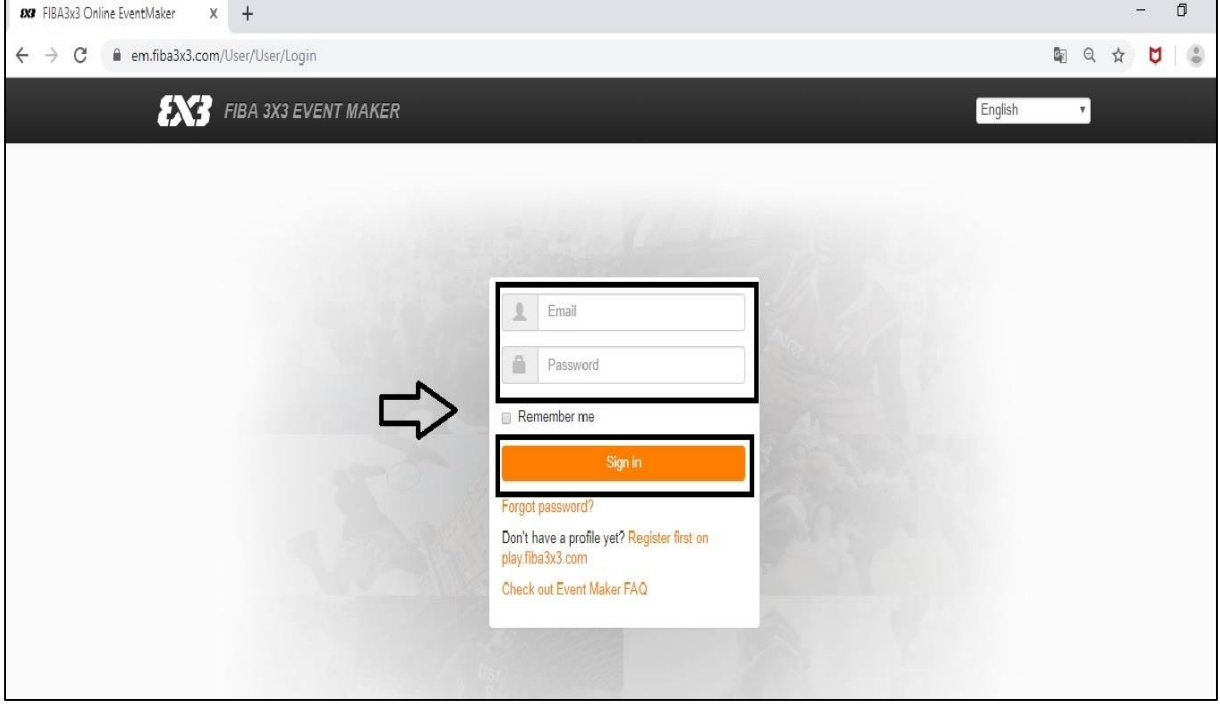 FIBA3x3 Online EventMaker
em.fiba3x3.com/User/User/Login
3X3 FIBA 3X3 EVENT MAKER
English
Email
Password
Remember me
Sign in
Forgot password?
Don't have a profile yet? Register first on
play.fiba3x3.com
Check out Event Maker FAQ